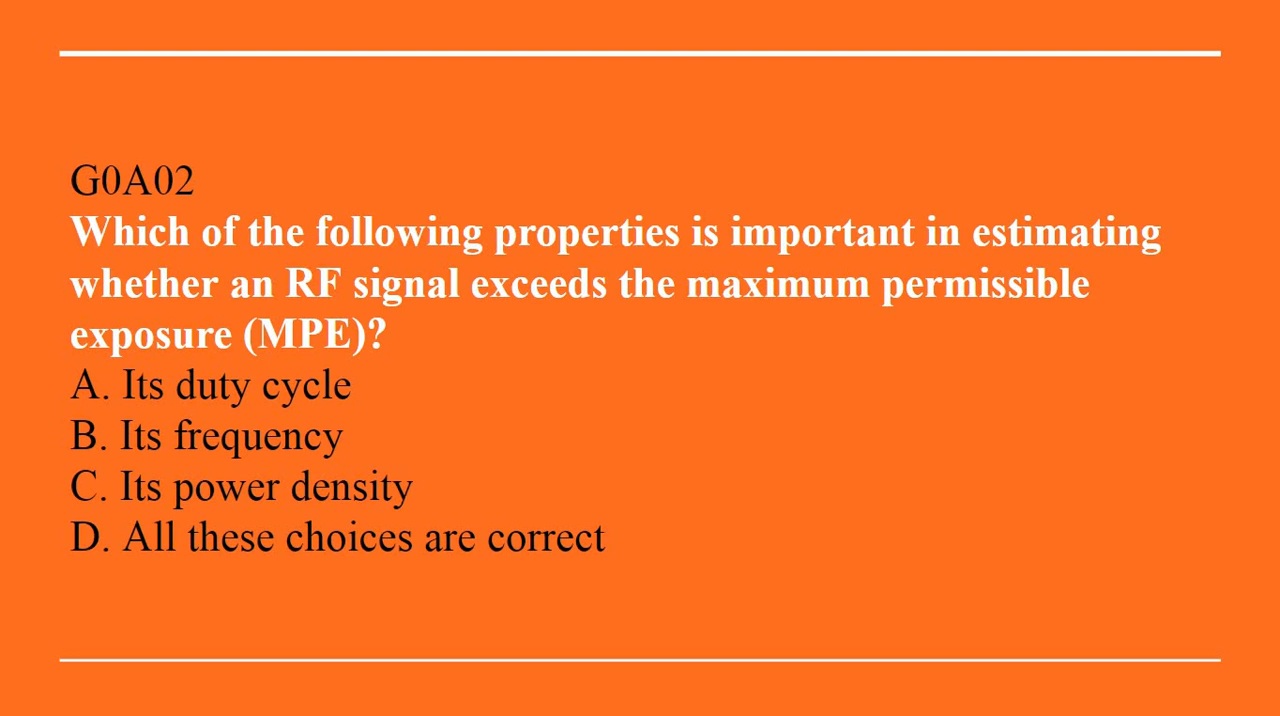 G0A02
Which of the following properties is important in estimating
whether an RF signal exceeds the maximum permissible
exposure (MPE)?
A. Its duty cycle
B. Its frequency
C. Its power density
D. All these choices are correct